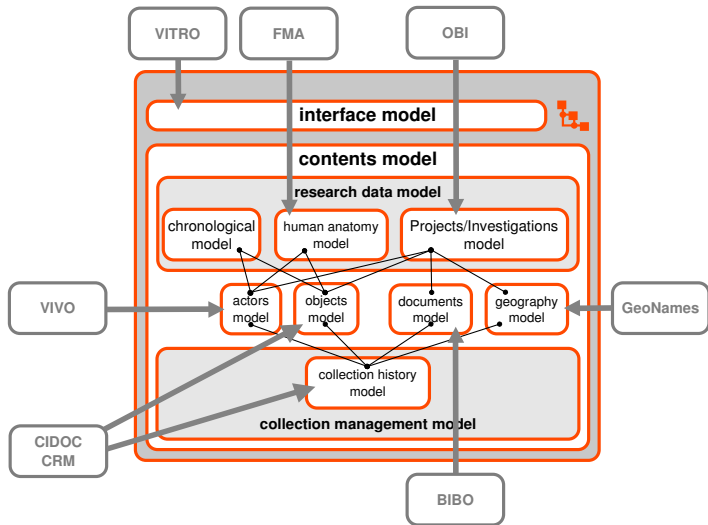 VITRO
FMA
OBI
interface model
contents model
research data model
chronological
model
human anatomy
model
Projects/Investigations
model
VIVO
actors
model
objects
model
documents
model
geography
model
GeoNames
collection history
model
collection management model
CIDOC
CRM
BIBO